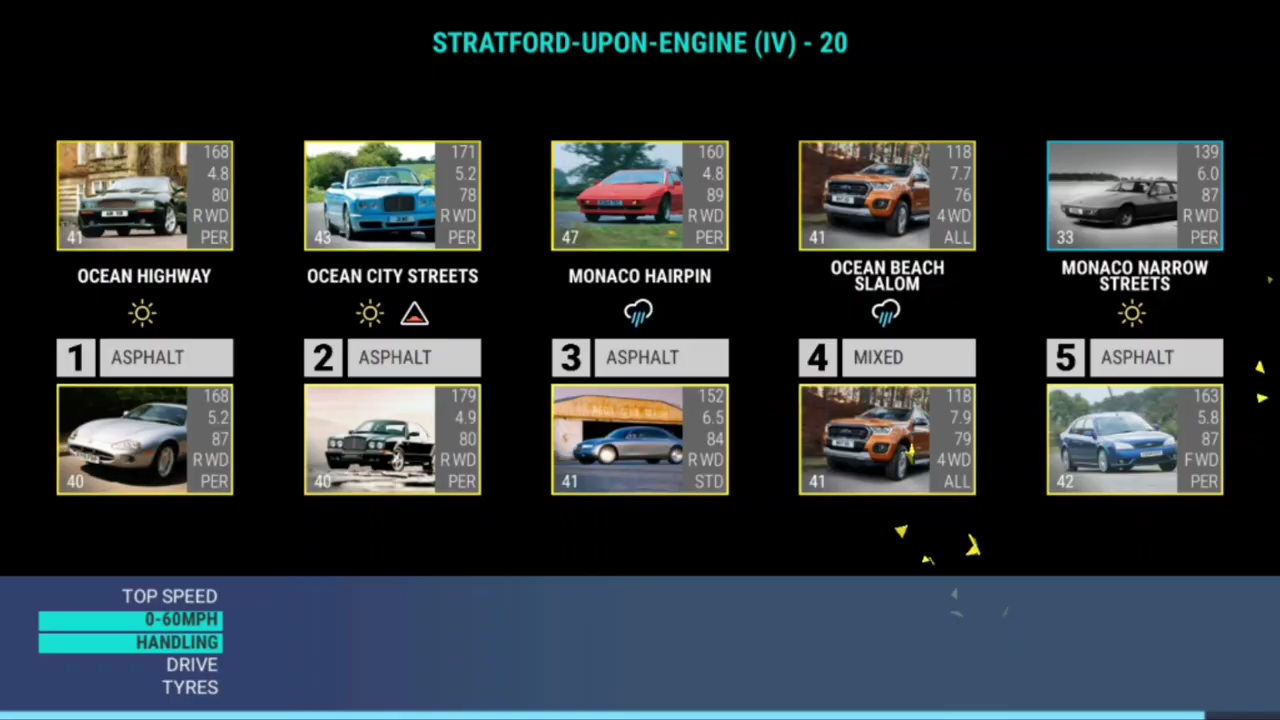 STRATFORD-UPON-ENGINE (IV) - 20
168
4.8
80
RWD
PER
41
171
5.2
78
RWD
PER
43
160
4.8
89
RWD
PER
47
118
7.7
76
4WD
ALL
41
139
6.0
87
RWD
PER
33
OCEAN HIGHWAY
OCEAN CITY STREETS
MONACO HAIRPIN
OCEAN BEACH
SLALOM
MONACO NARROW
STREETS
1 ASPHALT
2 ASPHALT
3 ASPHALT
4 MIXED
5 ASPHALT
168
5.2
87
RWD
PER
40
179
4.9
80
RWD
PER
40
152
6.5
84
RWD
STD
41
118
7.9
79
4WD
ALL
41
163
5.8
87
FWD
PER
42
TOP SPEED
0-60MPH
HANDLING
DRIVE
TYRES